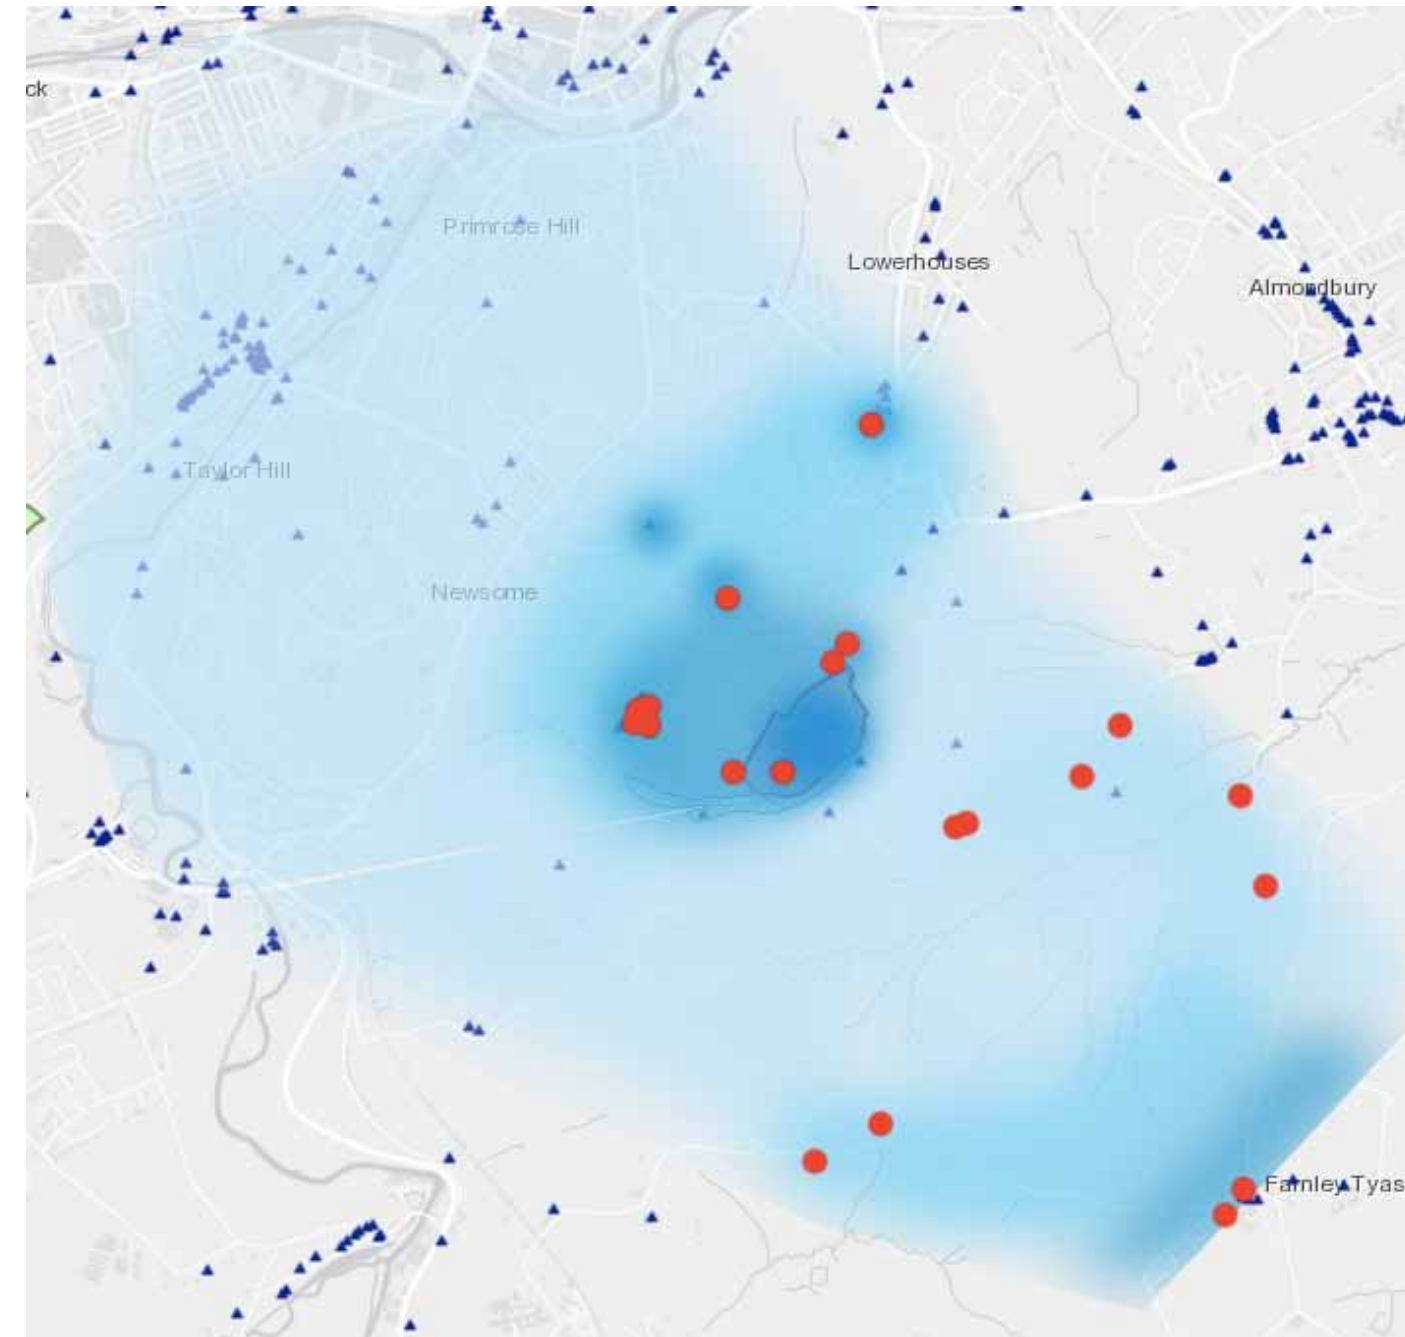 ck
Primrose Hill
Lowerhouses
Almondbury
Taylor Hill
Newsome
Farnley Tyas